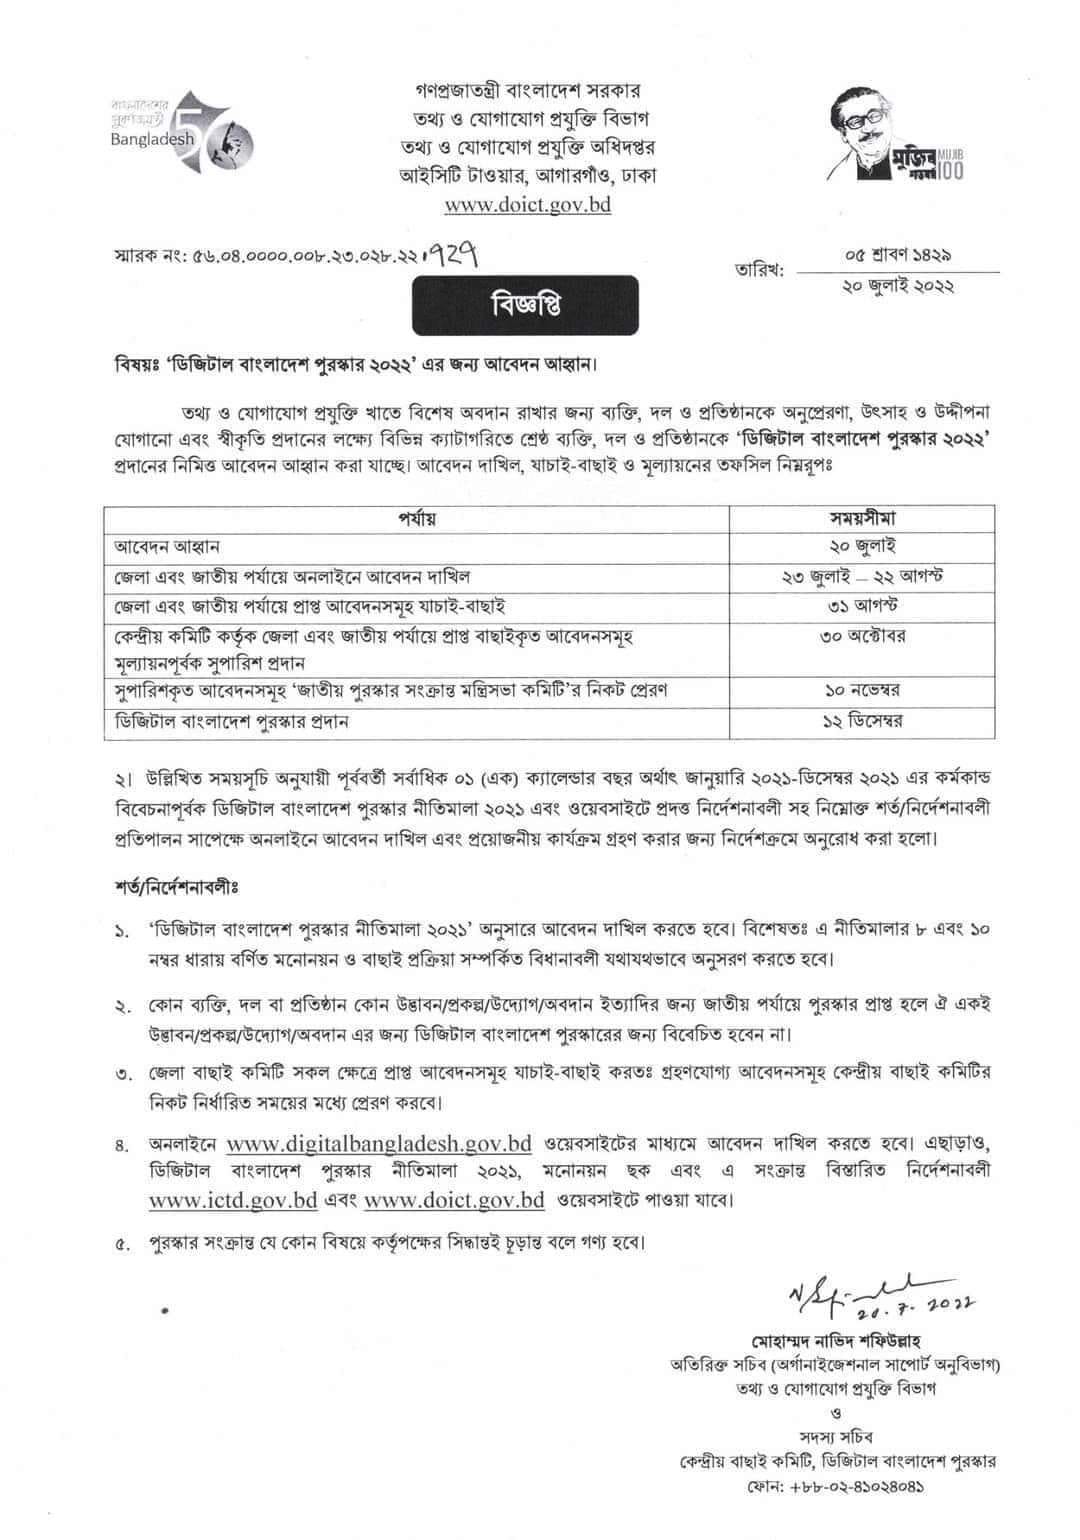 বাংলাদেশের
সুবর্ণজয়ন্তী
Bangladesh 50
গণপ্রজাতন্ত্রী বাংলাদেশ সরকার
তথ্য ও যোগাযোগ প্রযুক্তি বিভাগ
তথ্য ও যোগাযোগ প্রযুক্তি অধিদপ্তর
আইসিটি টাওয়ার, আগারগাঁও, ঢাকা
www.doict.gov.bd
মুজিব MUJIB
শতবর্ষ 100
স্মারক নং: ৫৬.০৪.০০০০.০০৮.২৩.০২৮.২২.৭২৭
তারিখ:
০৫ শ্রাবণ ১৪২৯
২০ জুলাই ২০২২
বিজ্ঞপ্তি
বিষয়ঃ 'ডিজিটাল বাংলাদেশ পুরস্কার ২০২২' এর জন্য আবেদন আহ্বান।
তথ্য ও যোগাযোগ প্রযুক্তি খাতে বিশেষ অবদান রাখার জন্য ব্যক্তি, দল ও প্রতিষ্ঠানকে অনুপ্রেরণা, উৎসাহ ও উদ্দীপনা
যোগানো এবং স্বীকৃতি প্রদানের লক্ষ্যে বিভিন্ন ক্যাটাগরিতে শ্রেষ্ঠ ব্যক্তি, দল ও প্রতিষ্ঠানকে 'ডিজিটাল বাংলাদেশ পুরস্কার ২০২২'
প্রদানের নিমিত্ত আবেদন আহ্বান করা যাচ্ছে। আবেদন দাখিল, যাচাই-বাছাই ও মূল্যায়নের তফসিল নিম্নরূপঃ
পর্যায় সময়সীমা
আবেদন আহ্বান ২০ জুলাই
জেলা এবং জাতীয় পর্যায়ে অনলাইনে আবেদন দাখিল ২৩ জুলাই – ২২ আগস্ট
জেলা এবং জাতীয় পর্যায়ে প্রাপ্ত আবেদনসমূহ যাচাই-বাছাই ৩১ আগস্ট
কেন্দ্রীয় কমিটি কর্তৃক জেলা এবং জাতীয় পর্যায়ে প্রাপ্ত বাছাইকৃত আবেদনসমূহ ৩০ অক্টোবর
মূল্যায়নপূর্বক সুপারিশ প্রদান
সুপারিশকৃত আবেদনসমূহ 'জাতীয় পুরস্কার সংক্রান্ত মন্ত্রিসভা কমিটি'র নিকট প্রেরণ ১০ নভেম্বর
ডিজিটাল বাংলাদেশ পুরস্কার প্রদান ১২ ডিসেম্বর
২। উল্লিখিত সময়সূচি অনুযায়ী পূর্ববর্তী সর্বাধিক ০১ (এক) ক্যালেন্ডার বছর অর্থাৎ জানুয়ারি ২০২১-ডিসেম্বর ২০২১ এর কর্মকান্ড
বিবেচনাপূর্বক ডিজিটাল বাংলাদেশ পুরস্কার নীতিমালা ২০২১ এবং ওয়েবসাইটে প্রদত্ত নির্দেশনাবলী সহ নিম্নোক্ত শর্ত/নির্দেশনাবলী
প্রতিপালন সাপেক্ষে অনলাইনে আবেদন দাখিল এবং প্রয়োজনীয় কার্যক্রম গ্রহণ করার জন্য নির্দেশক্রমে অনুরোধ করা হলো।
শর্ত/নির্দেশনাবলীঃ
১. 'ডিজিটাল বাংলাদেশ পুরস্কার নীতিমালা ২০২১' অনুসারে আবেদন দাখিল করতে হবে। বিশেষতঃ এ নীতিমালার ৮ এবং ১০
নম্বর ধারায় বর্ণিত মনোনয়ন ও বাছাই প্রক্রিয়া সম্পর্কিত বিধানাবলী যথাযথভাবে অনুসরণ করতে হবে।
২. কোন ব্যক্তি, দল বা প্রতিষ্ঠান কোন উদ্ভাবন/প্রকল্প/উদ্যোগ/অবদান ইত্যাদির জন্য জাতীয় পর্যায়ে পুরস্কার প্রাপ্ত হলে ঐ একই
উদ্ভাবন/প্রকল্প/উদ্যোগ/অবদান এর জন্য ডিজিটাল বাংলাদেশ পুরস্কারের জন্য বিবেচিত হবেন না।
৩. জেলা বাছাই কমিটি সকল ক্ষেত্রে প্রাপ্ত আবেদনসমূহ যাচাই-বাছাই করতঃ গ্রহণযোগ্য আবেদনসমূহ কেন্দ্রীয় বাছাই কমিটির
নিকট নির্ধারিত সময়ের মধ্যে প্রেরণ করবে।
৪. অনলাইনে www.digitalbangladesh.gov.bd ওয়েবসাইটের মাধ্যমে আবেদন দাখিল করতে হবে। এছাড়াও,
ডিজিটাল বাংলাদেশ পুরস্কার নীতিমালা ২০২১, মনোনয়ন ছক এবং এ সংক্রান্ত বিস্তারিত নির্দেশনাবলী
www.ictd.gov.bd এবং www.doict.gov.bd ওয়েবসাইটে পাওয়া যাবে।
৫. পুরস্কার সংক্রান্ত যে কোন বিষয়ে কর্তৃপক্ষের সিদ্ধান্তই চূড়ান্ত বলে গণ্য হবে।
20.7.2022
মোহাম্মদ নাভিদ শফিউল্লাহ
অতিরিক্ত সচিব (অর্গানাইজেশনাল সাপোর্ট অনুবিভাগ)
তথ্য ও যোগাযোগ প্রযুক্তি বিভাগ
ও
সদস্য সচিব
কেন্দ্রীয় বাছাই কমিটি, ডিজিটাল বাংলাদেশ পুরস্কার
ফোন: +৮৮-০২-৪১০২৪০৪১